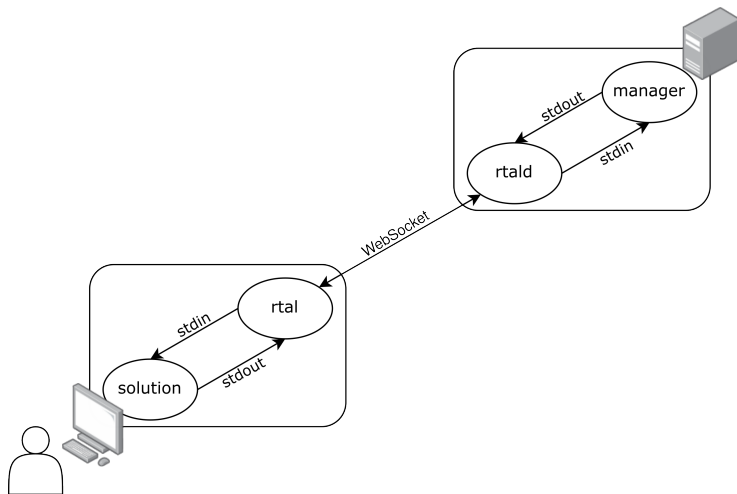 manager
stdout
stdin
rtald
WebSocket
rtal
stdin
stdout
solution